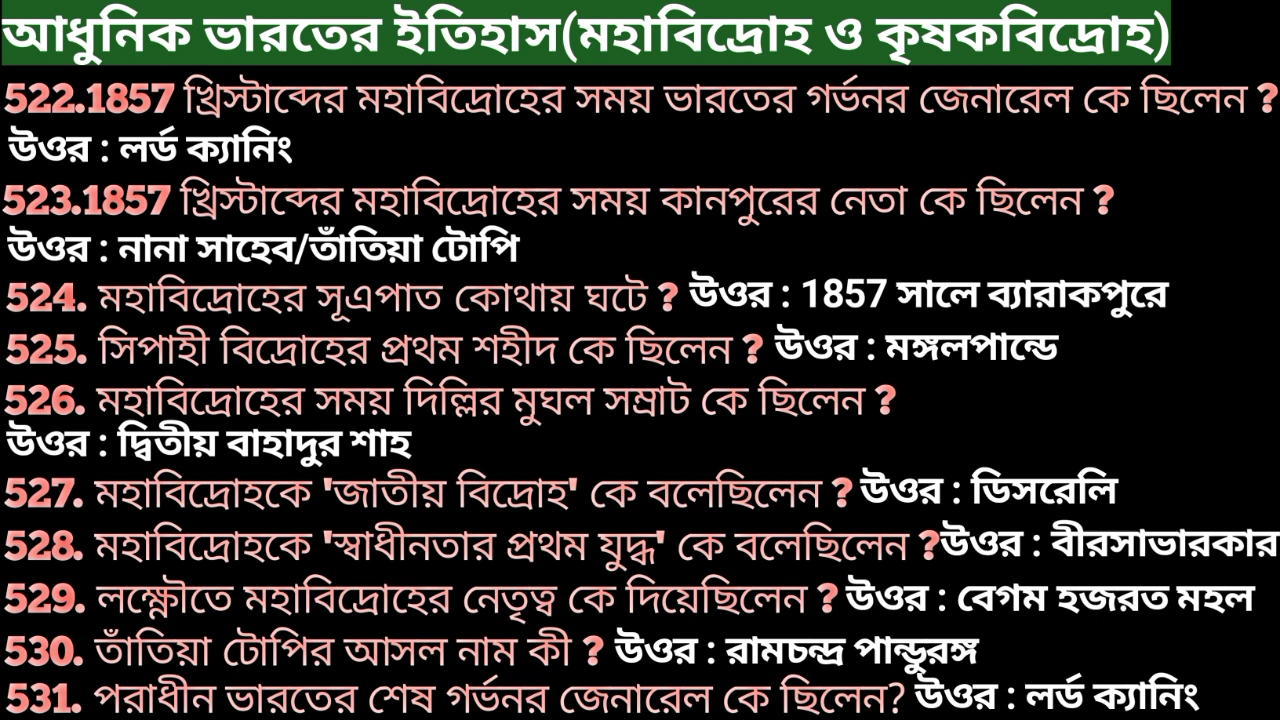 আধুনিক ভারতের ইতিহাস(মহাবিদ্রোহ ও কৃষকবিদ্রোহ)
522.1857 খ্রিস্টাব্দের মহাবিদ্রোহের সময় ভারতের গর্ভনর জেনারেল কে ছিলেন ?
উওর : লর্ড ক্যানিং
523.1857 খ্রিস্টাব্দের মহাবিদ্রোহের সময় কানপুরের নেতা কে ছিলেন ?
উওর : নানা সাহেব/তাঁতিয়া টোপি
524. মহাবিদ্রোহের সূএপাত কোথায় ঘটে ? উওর : 1857 সালে ব্যারাকপুরে
525. সিপাহী বিদ্রোহের প্রথম শহীদ কে ছিলেন ? উওর : মঙ্গলপান্ডে
526. মহাবিদ্রোহের সময় দিল্লির মুঘল সম্রাট কে ছিলেন ?
উওর : দ্বিতীয় বাহাদুর শাহ
527. মহাবিদ্রোহকে 'জাতীয় বিদ্রোহ' কে বলেছিলেন ? উওর : ডিসরেলি
528. মহাবিদ্রোহকে 'স্বাধীনতার প্রথম যুদ্ধ' কে বলেছিলেন ?উওর : বীরসাভারকার
529. লক্ষ্ণৌতে মহাবিদ্রোহের নেতৃত্ব কে দিয়েছিলেন ? উওর : বেগম হজরত মহল
530. তাঁতিয়া টোপির আসল নাম কী ? উওর : রামচন্দ্র পান্ডুরঙ্গ
531. পরাধীন ভারতের শেষ গর্ভনর জেনারেল কে ছিলেন? উওর : লর্ড ক্যানিং